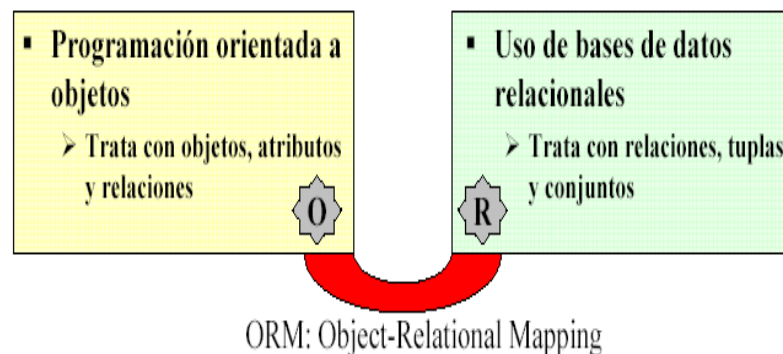 ▪ Programación orientada a
objetos
➢ Trata con objetos, atributos
y relaciones
O
▪ Uso de bases de datos
relacionales
➢ Trata con relaciones, tuplas
y conjuntos
R
ORM: Object-Relational Mapping